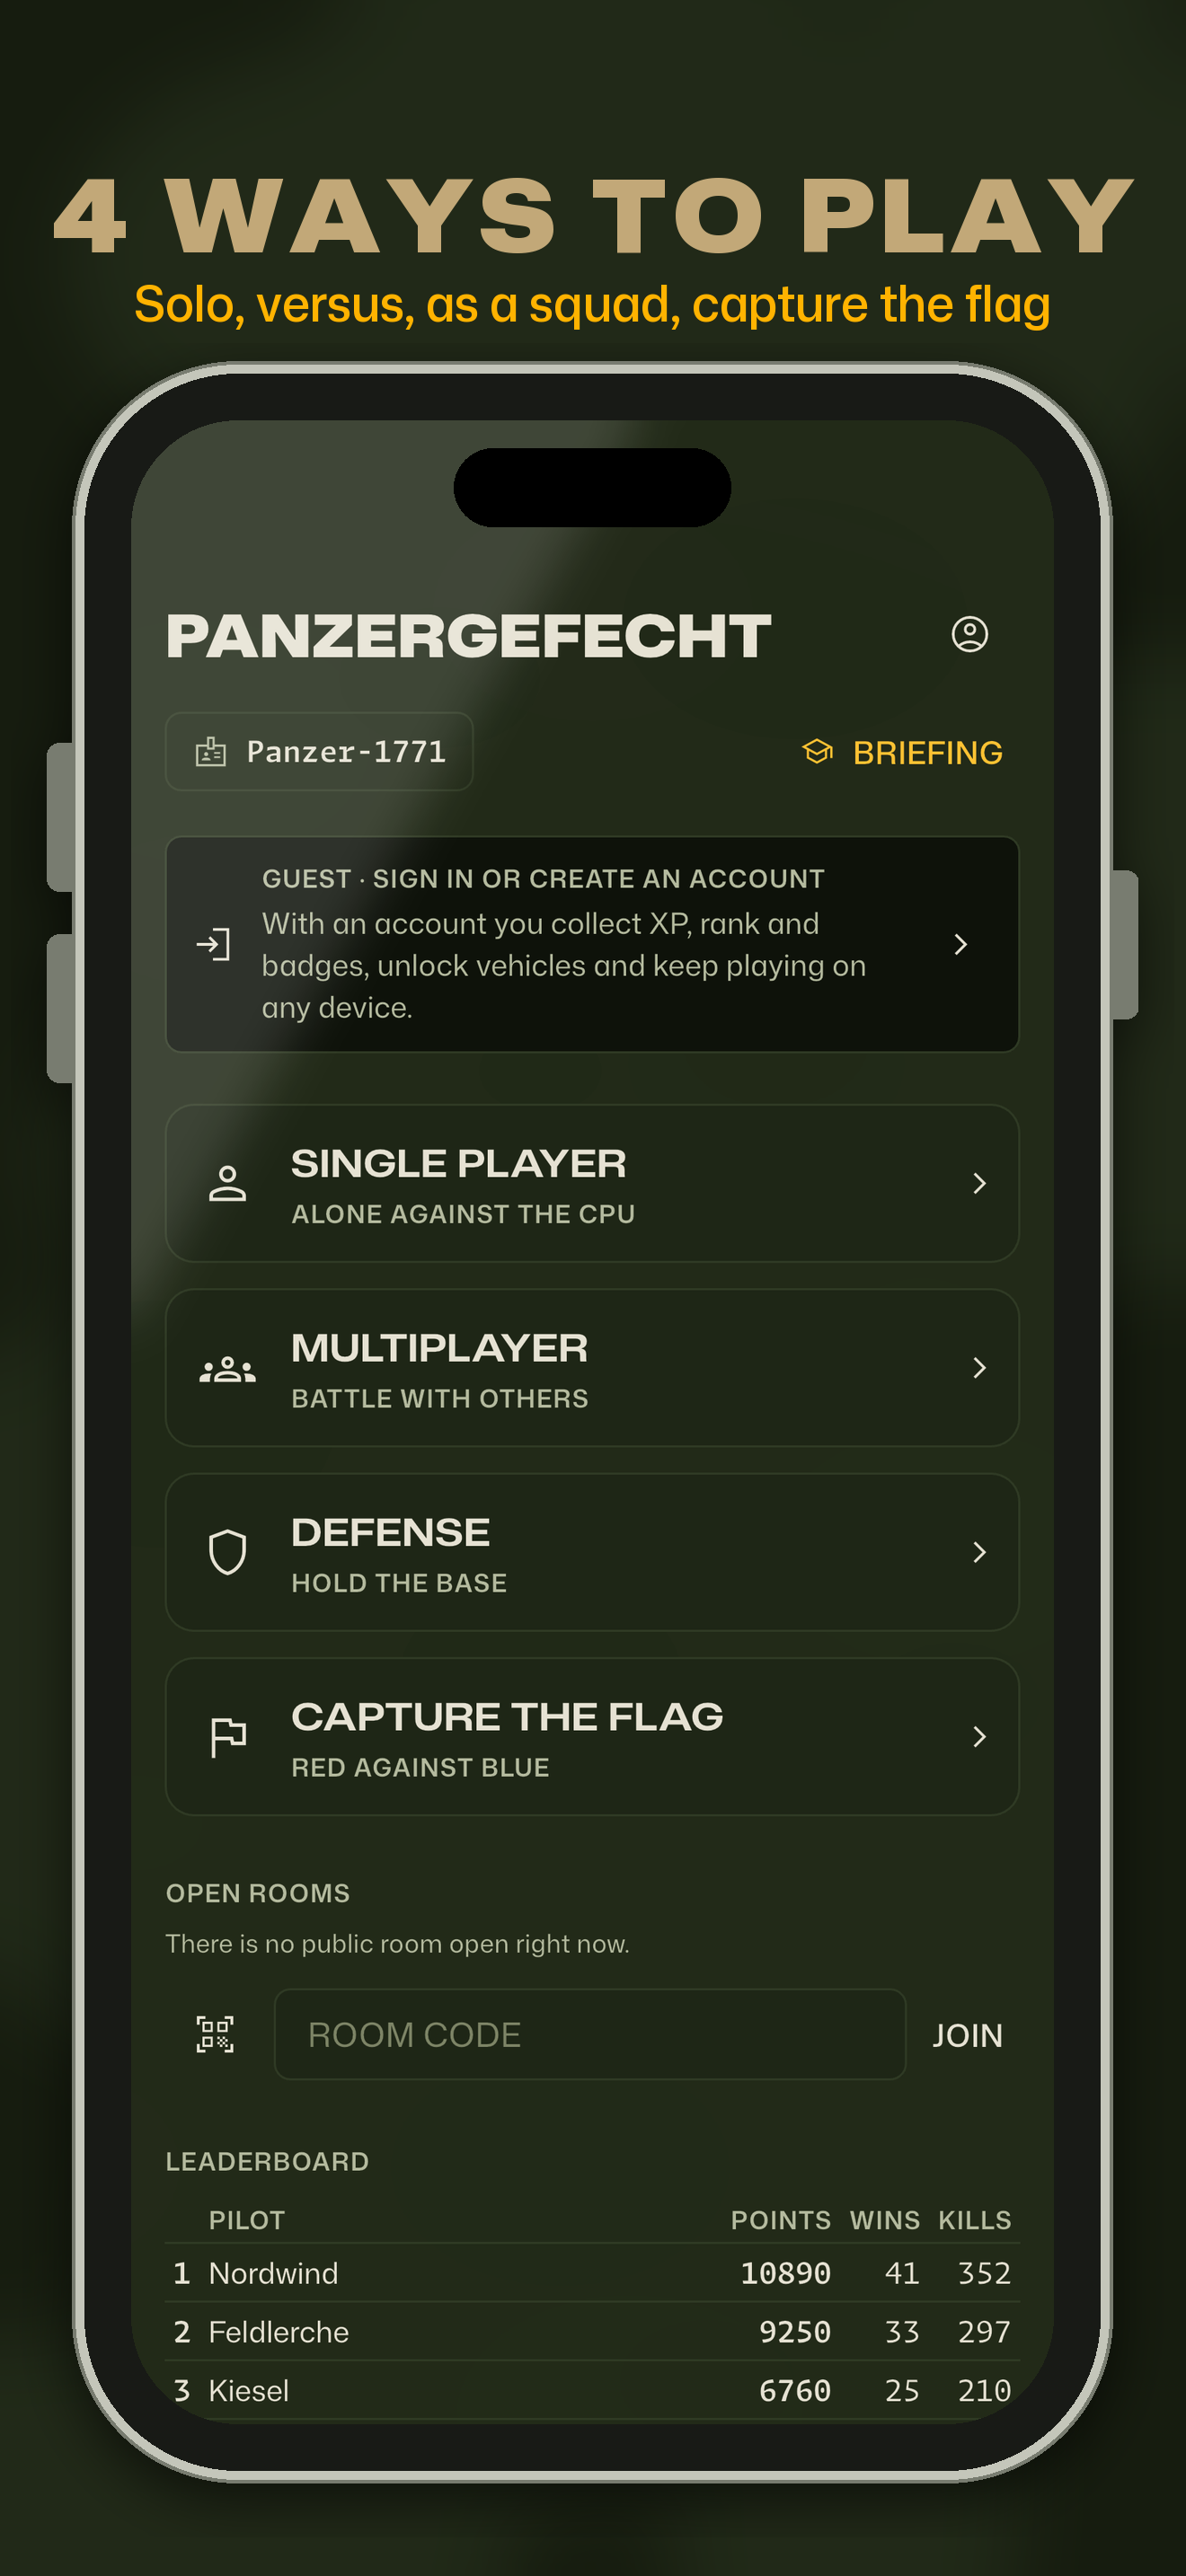 4 WAYS TO PLAY
Solo, versus, as a squad, capture the flag
PANZERGEFECHT
Panzer-1771
BRIEFING
GUEST · SIGN IN OR CREATE AN ACCOUNT
With an account you collect XP, rank and
badges, unlock vehicles and keep playing on
any device.
SINGLE PLAYER
ALONE AGAINST THE CPU
MULTIPLAYER
BATTLE WITH OTHERS
DEFENSE
HOLD THE BASE
CAPTURE THE FLAG
RED AGAINST BLUE
OPEN ROOMS
There is no public room open right now.
ROOM CODE
JOIN
LEADERBOARD
PILOT POINTS WINS KILLS
1 Nordwind 10890 41 352
2 Feldlerche 9250 33 297
3 Kiesel 6760 25 210